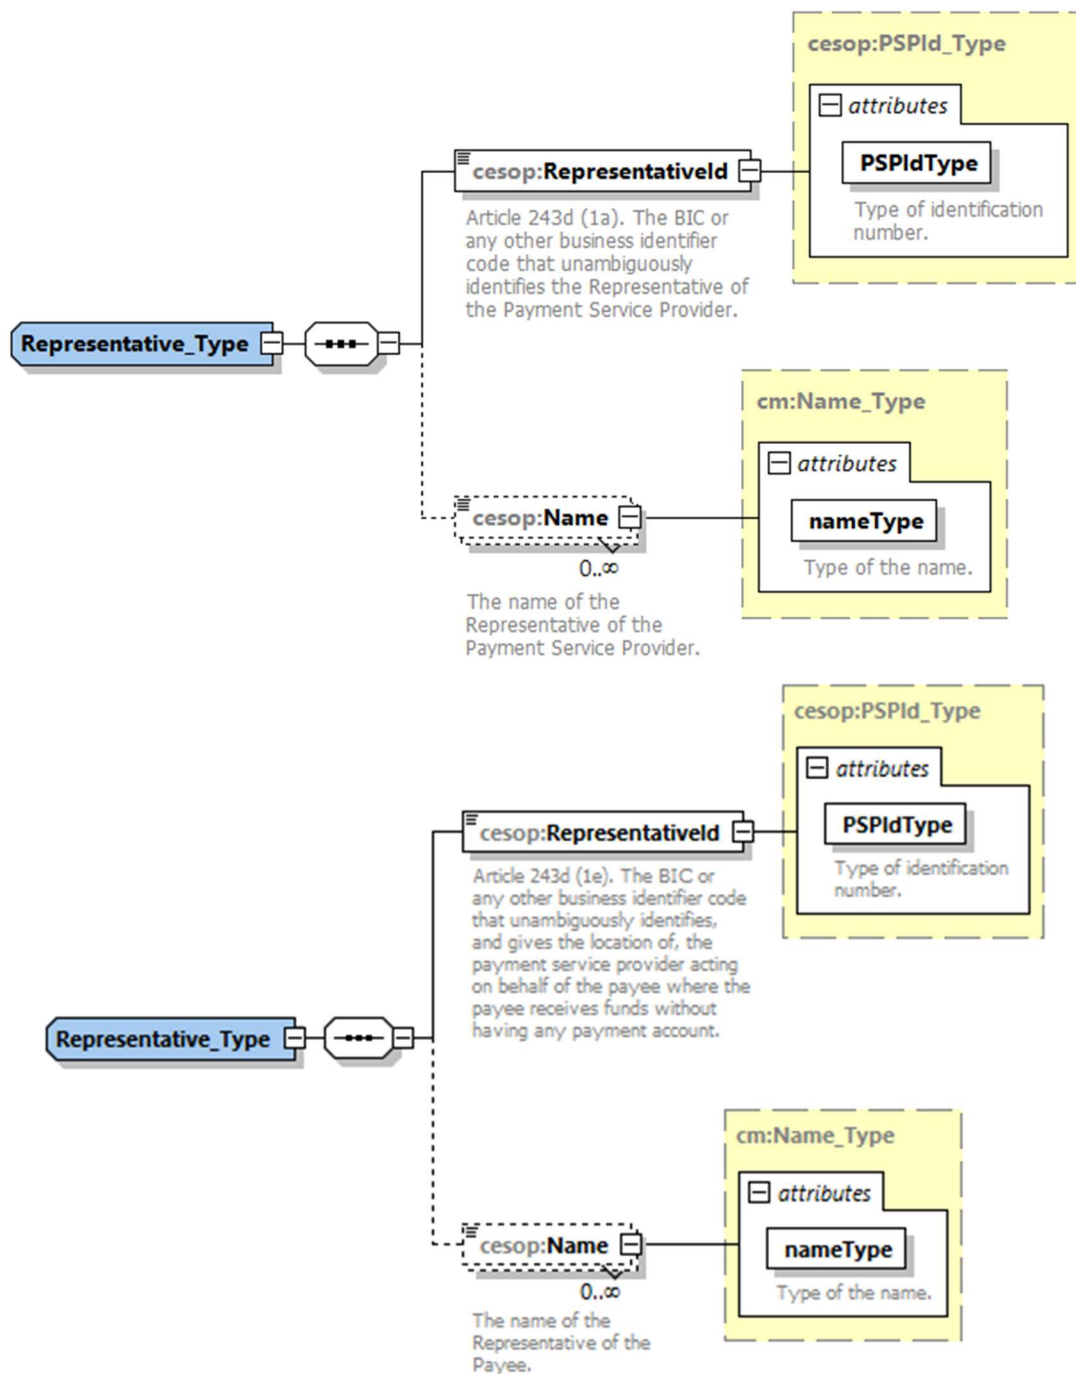 cesop:PSPId_Type
attributes
PSPIdType
Type of identification
number.
cesop:RepresentativeId
Article 243d (1a). The BIC or
any other business identifier
code that unambiguously
identifies the Representative of
the Payment Service Provider.
Representative_Type
cm:Name_Type
attributes
nameType
Type of the name.
cesop:Name
0..∞
The name of the
Representative of the
Payment Service Provider.
cesop:PSPId_Type
attributes
PSPIdType
Type of identification
number.
cesop:RepresentativeId
Article 243d (1e). The BIC or
any other business identifier code
that unambiguously identifies,
and gives the location of, the
payment service provider acting
on behalf of the payee where the
payee receives funds without
having any payment account.
Representative_Type
cm:Name_Type
attributes
nameType
Type of the name.
cesop:Name
0..∞
The name of the
Representative of the
Payee.